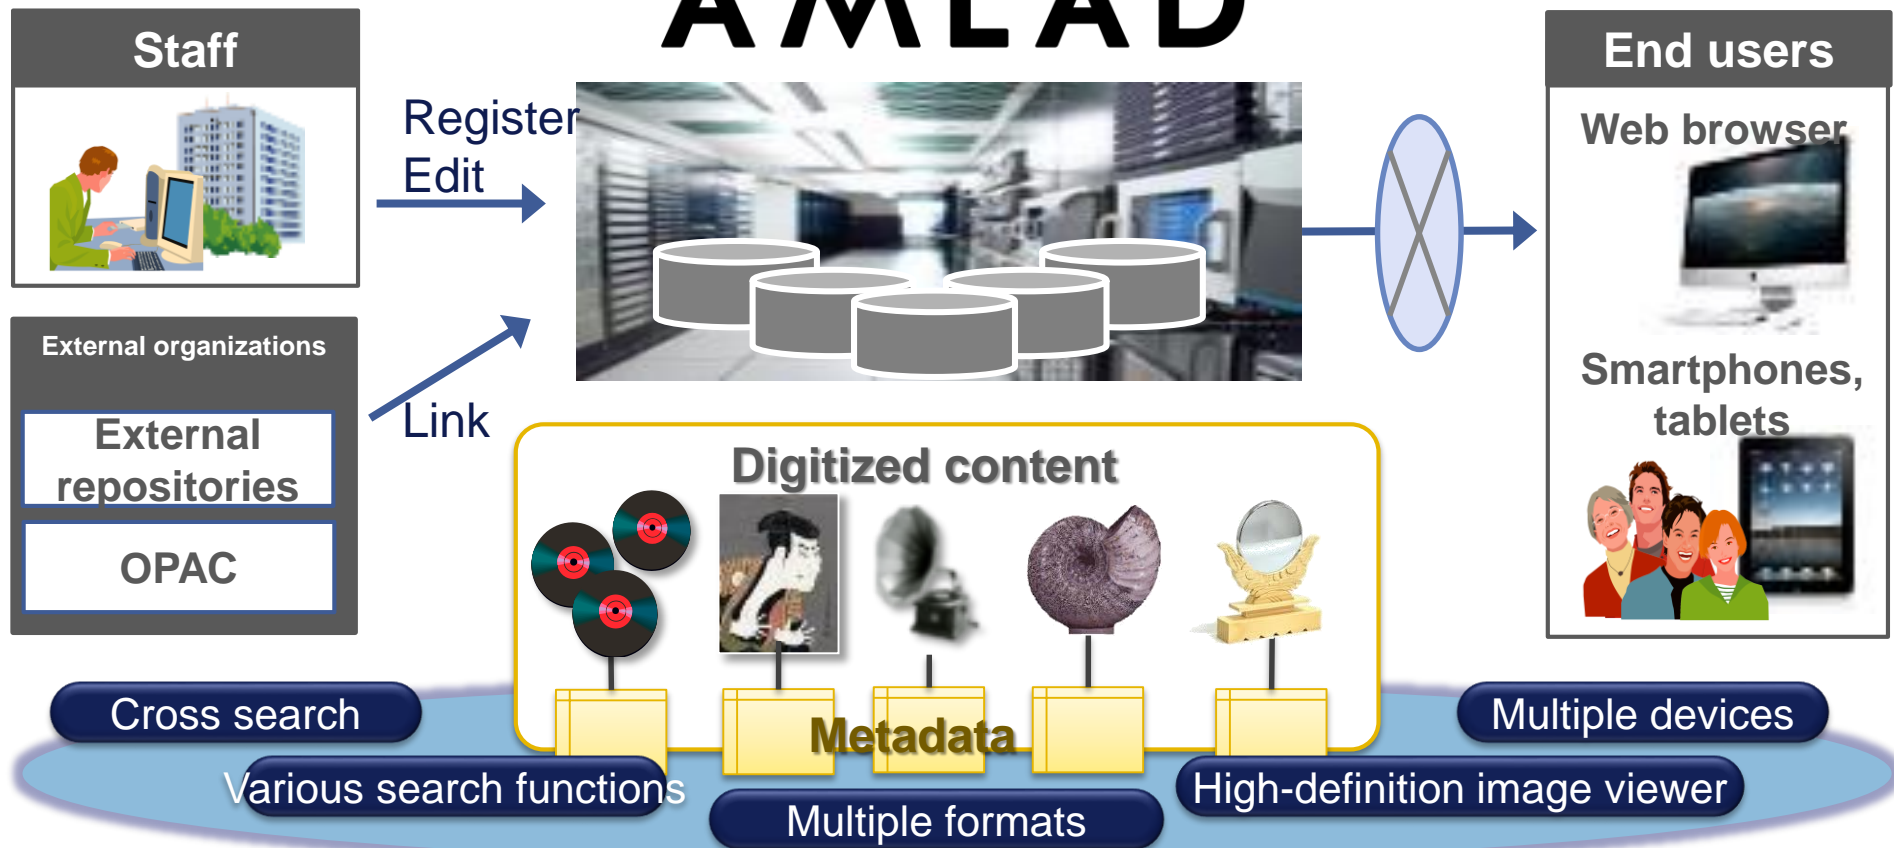 AMLAD
Staff
Register
Edit
End users
Web browser
Smartphones,
tablets
External organizations
External
repositories
OPAC
Link
Digitized content
Metadata
Cross search
Various search functions
Multiple formats
High-definition image viewer
Multiple devices